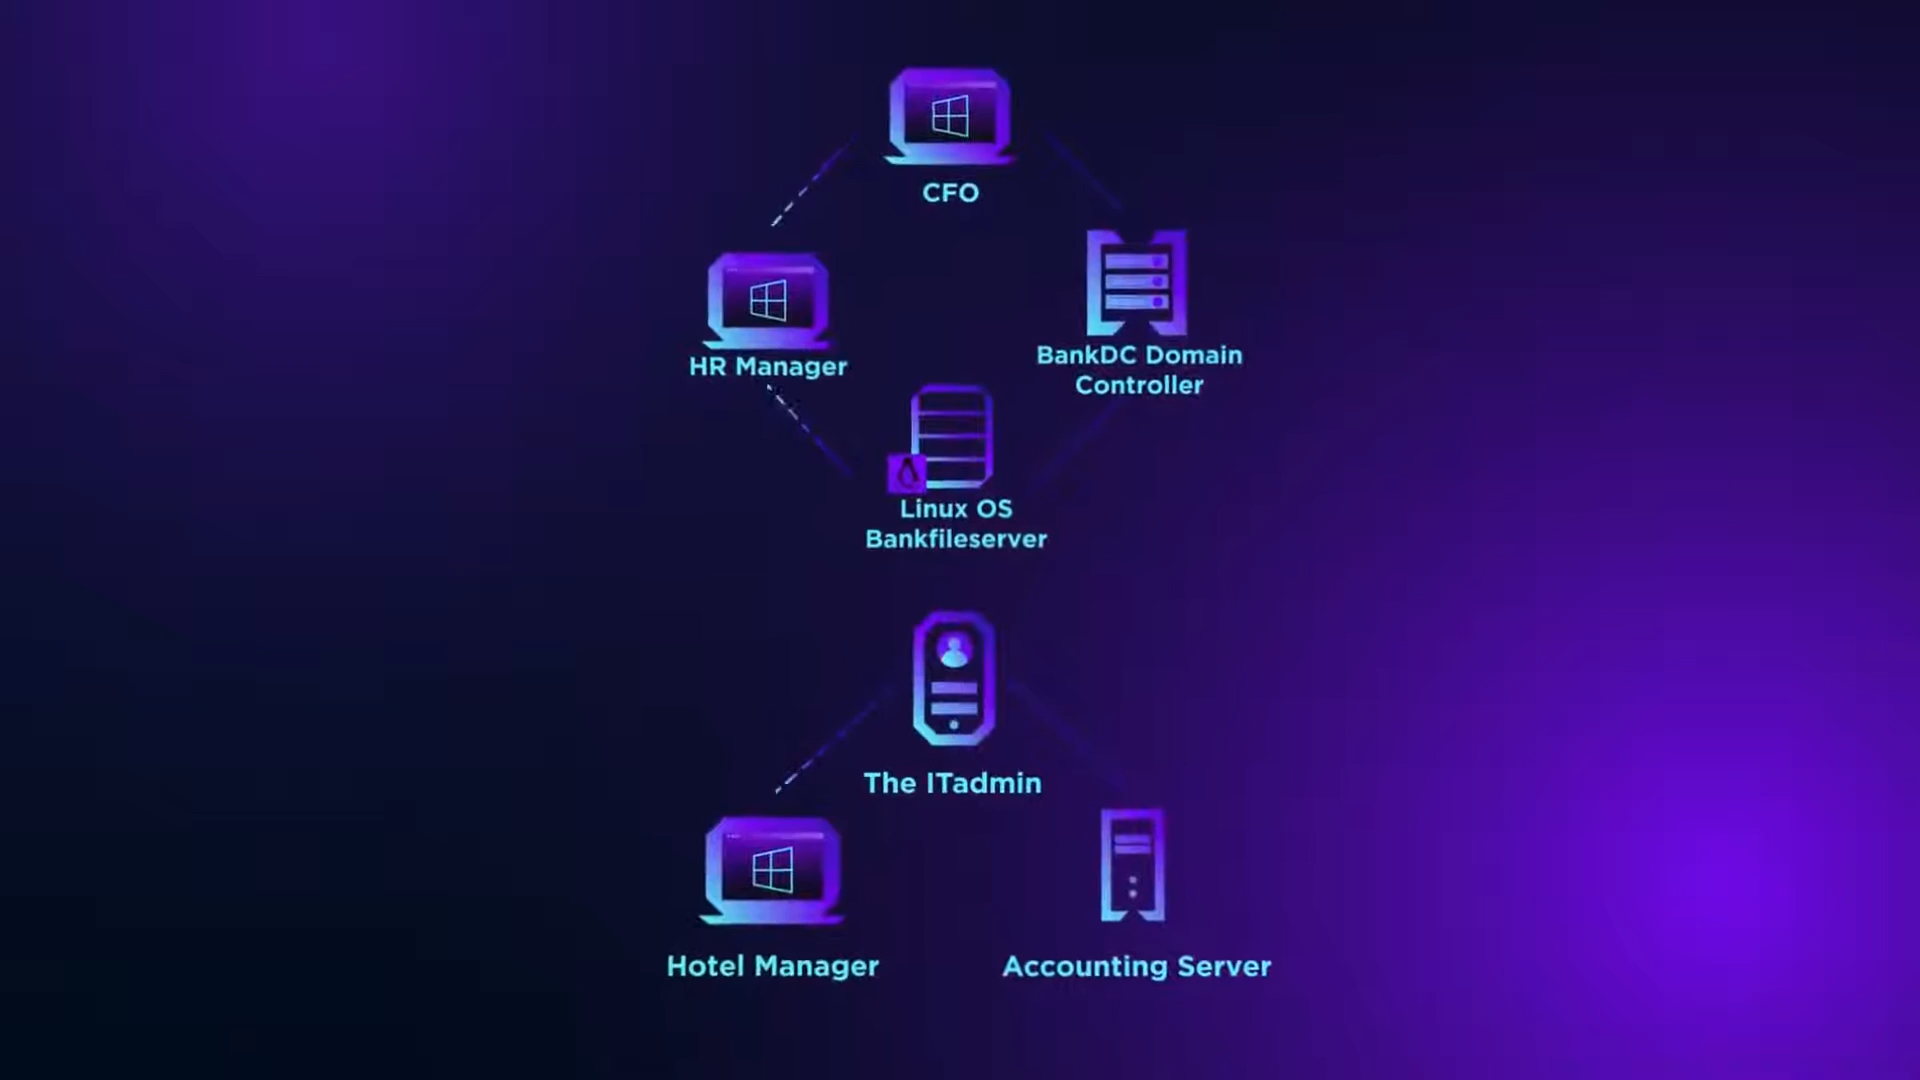 CFO
HR Manager
BankDC Domain
Controller
Linux OS
Bankfileserver
The ITadmin
Hotel Manager
Accounting Server